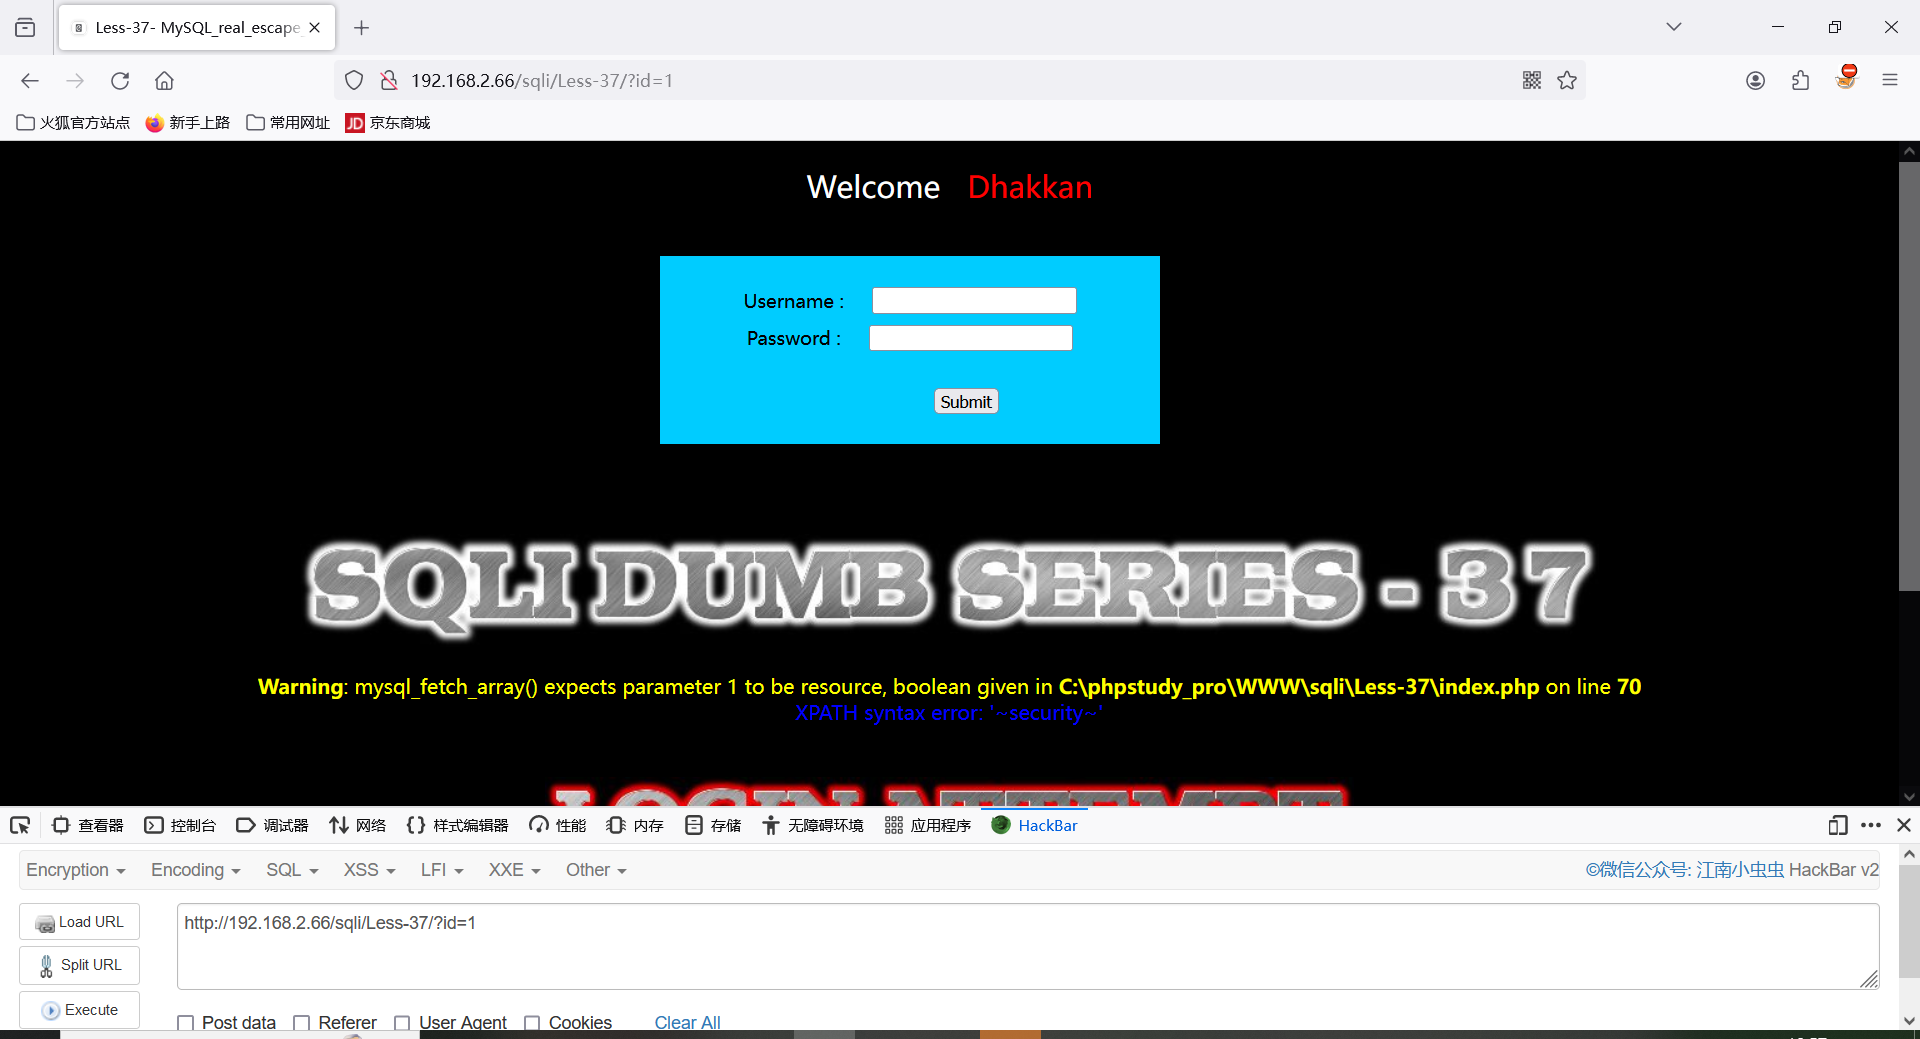 Less-37- MySQL_real_escape_
192.168.2.66/sqli/Less-37/?id=1
火狐官方站点 新手上路 常用网址 JD 京东商城
Welcome Dhakkan
Username :
Password :
Submit
SQLI DUMB SERIES - 37
Warning: mysql_fetch_array() expects parameter 1 to be resource, boolean given in C:\phpstudy_pro\WWW\sqli\Less-37\index.php on line 70
XPATH syntax error: '~security~'
LOGIN ATTEMPT
查看器 控制台 调试器 网络 样式编辑器 性能 内存 存储 无障碍环境 应用程序 HackBar
Encryption Encoding SQL XSS LFI XXE Other ©微信公众号: 江南小虫虫 HackBar v2
Load URL
http://192.168.2.66/sqli/Less-37/?id=1
Split URL
Execute
Post data Referer User Agent Cookies Clear All